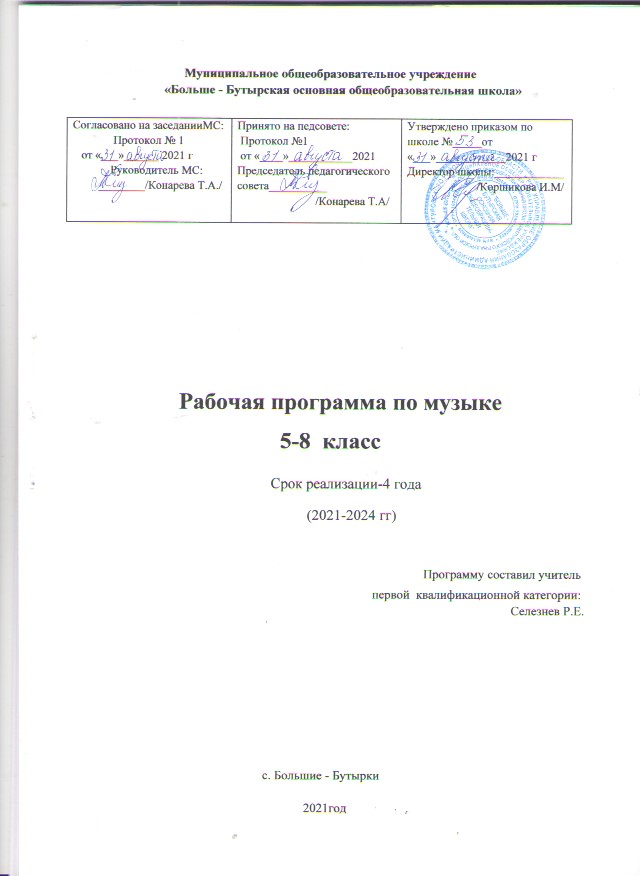 Муниципальное общеобразовательное учреждение
«Больше - Бутырская основная общеобразовательная школа»
Согласовано на заседанииМС:
Протокол № 1
от «31» августа 2021 г
Руководитель МС:
/Конарева Т.А./
Принято на педсовете:
Протокол №1
от «31» августа 2021
Председатель педагогического
совета
/Конарева Т.А/
Утверждено приказом по
школе № 53 от
«31» августа 2021 г
Директор школы:
/Коршикова И.М/
Рабочая программа по музыке
5-8 класс
Срок реализации-4 года
(2021-2024 гг)
Программу составил учитель
первой квалификационной категории:
Селезнев Р.Е.
с. Большие - Бутырки
2021год